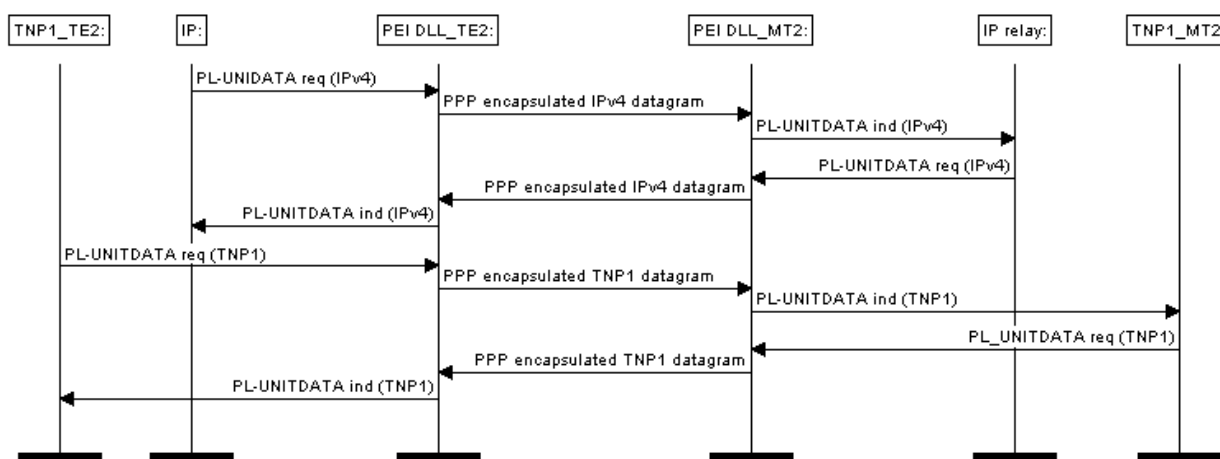 TNP1_TE2:
IP:
PEI DLL_TE2:
PEI DLL_MT2:
IP relay:
TNP1_MT2
PL-UNIDATA req (IPv4)
PPP encapsulated IPv4 datagram
PL-UNITDATA ind (IPv4)
PL-UNITDATA req (IPv4)
PPP encapsulated IPv4 datagram
PL-UNITDATA ind (IPv4)
PL-UNITDATA req (TNP1)
PPP encapsulated TNP1 datagram
PL-UNITDATA ind (TNP1)
PL_UNITDATA req (TNP1)
PPP encapsulated TNP1 datagram
PL-UNITDATA ind (TNP1)